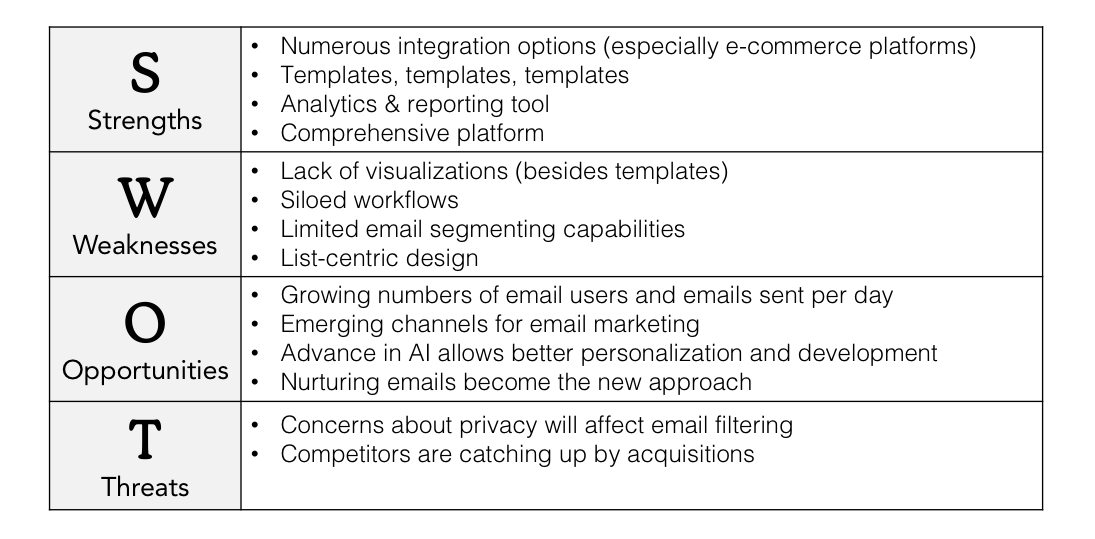 S
Strengths
• Numerous integration options (especially e-commerce platforms)
• Templates, templates, templates
• Analytics & reporting tool
• Comprehensive platform
W
Weaknesses
• Lack of visualizations (besides templates)
• Siloed workflows
• Limited email segmenting capabilities
• List-centric design
O
Opportunities
• Growing numbers of email users and emails sent per day
• Emerging channels for email marketing
• Advance in AI allows better personalization and development
• Nurturing emails become the new approach
T
Threats
• Concerns about privacy will affect email filtering
• Competitors are catching up by acquisitions